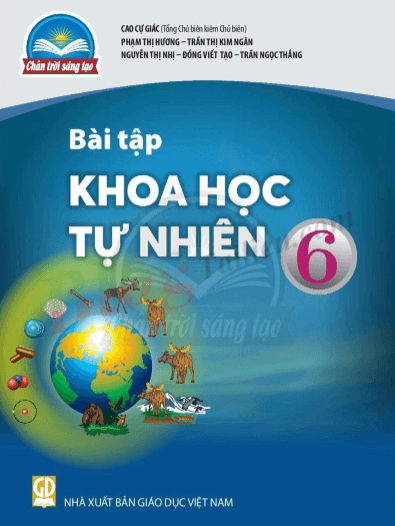 CAO CỰ GIÁC (Tổng Chủ biên kiêm Chủ biên)
PHẠM THỊ HƯƠNG – TRẦN THỊ KIM NGÂN
NGUYỄN THỊ NHỊ – ĐỒNG VIẾT TẠO – TRẦN NGỌC THẮNG
Chân trời sáng tạo
Bài tập
KHOA HỌC
TỰ NHIÊN 6
Chân trời sáng tạo
GD
NHÀ XUẤT BẢN GIÁO DỤC VIỆT NAM